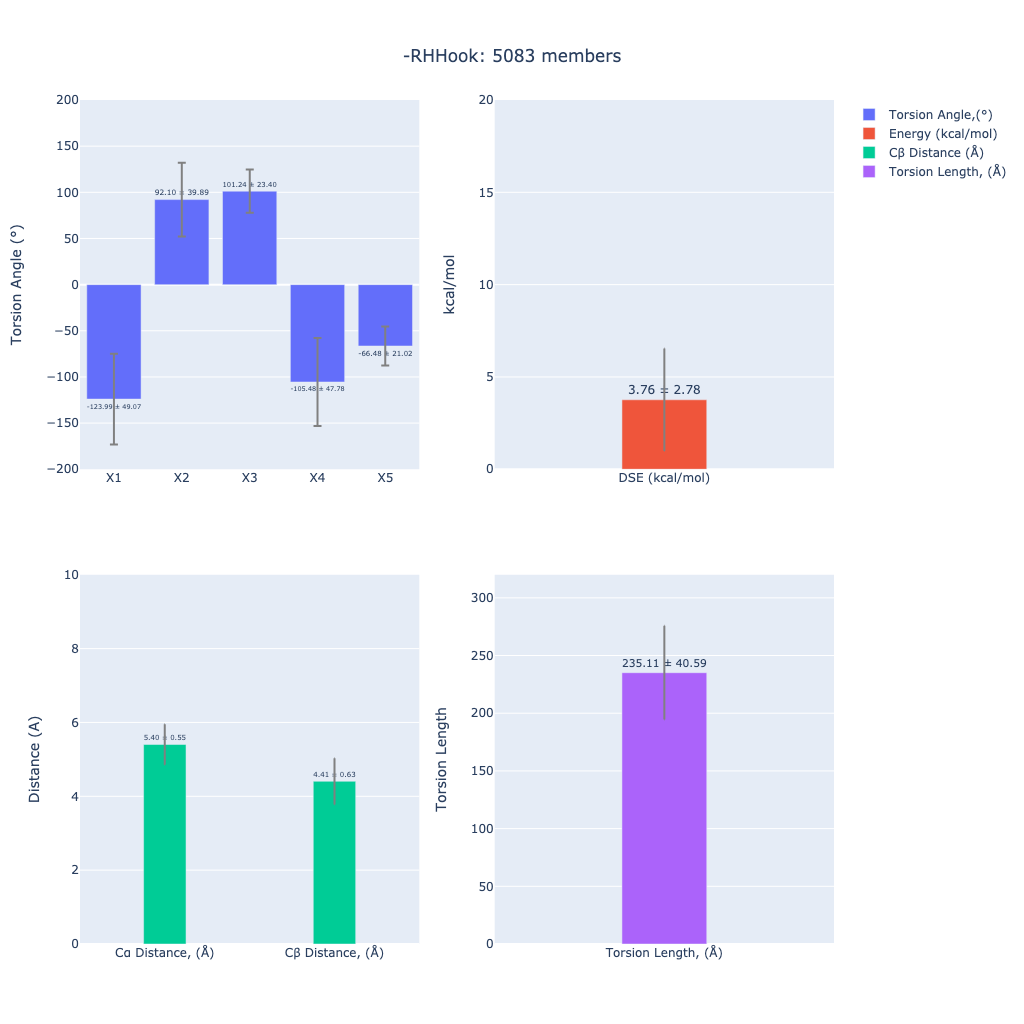 -RHHook: 5083 members
200
150
100
50
0
−50
−100
−150
−200
Torsion Angle (°)
92.10 ± 39.89
101.24 ± 23.40
-123.99 ± 49.07
-105.48 ± 47.78
-66.48 ± 21.02
X1 X2 X3 X4 X5
20
15
10
5
0
kcal/mol
3.76 ± 2.78
DSE (kcal/mol)
Torsion Angle,(°)
Energy (kcal/mol)
Cβ Distance (Å)
Torsion Length, (Å)
10
8
6
4
2
0
Distance (A)
5.40 ± 0.55
4.41 ± 0.63
Cα Distance, (Å) Cβ Distance, (Å)
300
250
200
150
100
50
0
Torsion Length
235.11 ± 40.59
Torsion Length, (Å)